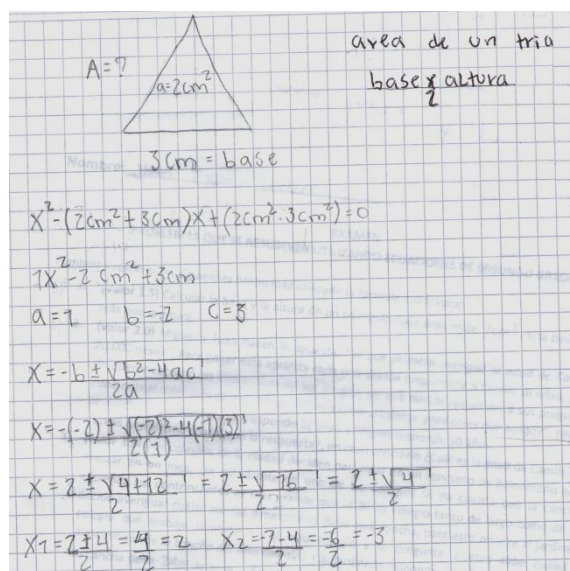 area de un tria
A=?
a=2cm²
base x altura
2
3cm = base
x²-(2cm²+3cm)x+(2cm²·3cm²)=0
1x²-2cm²+3cm
a=1 b=-2 c=3
x=-b±√b²-4ac
2a
x=-(-2)±√(-2)²-4(-1)(3)
2(1)
x=2±√4+12 = 2±√16 = 2±√4
2 2 2
x1=2±4=4=2 x2=-2-4=-6=-3
2 2 2 2